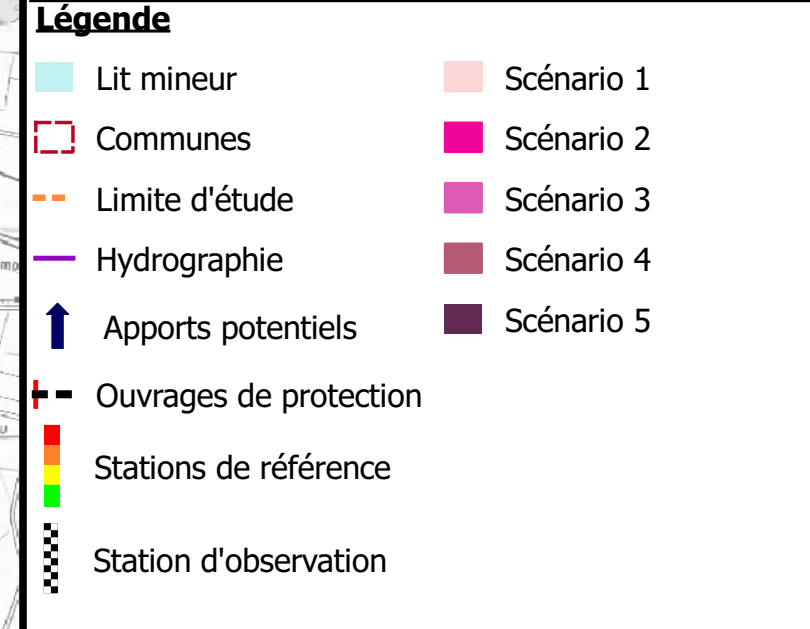 Légende
Lit mineur
Communes
Limite d'étude
Hydrographie
Apports potentiels
Ouvrages de protection
Stations de référence
Station d'observation
Scénario 1
Scénario 2
Scénario 3
Scénario 4
Scénario 5